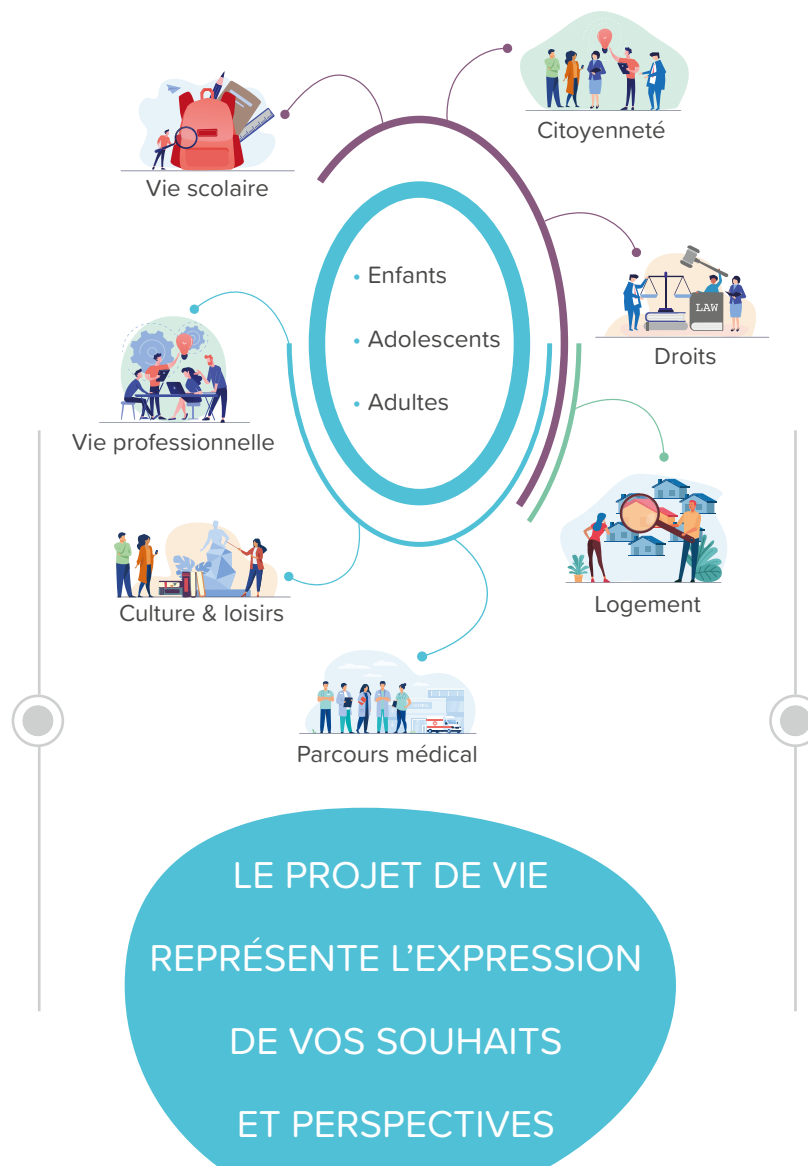 Citoyenneté
Vie scolaire
• Enfants
• Adolescents
• Adultes
LAW
Droits
Vie professionnelle
Culture & loisirs
Logement
Parcours médical
LE PROJET DE VIE
REPRÉSENTE L’EXPRESSION
DE VOS SOUHAITS
ET PERSPECTIVES